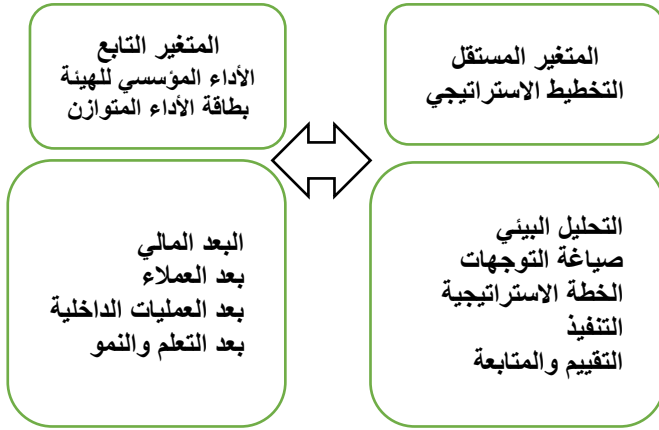 المتغير المستقل
التخطيط الاستراتيجي
المتغير التابع
الأداء المؤسسي للهيئة
بطاقة الأداء المتوازن
التحليل البيئي
صياغة التوجهات
الخطة الاستراتيجية
التنفيذ
التقييم والمتابعة
البعد المالي
بعد العملاء
بعد العمليات الداخلية
بعد التعلم والنمو